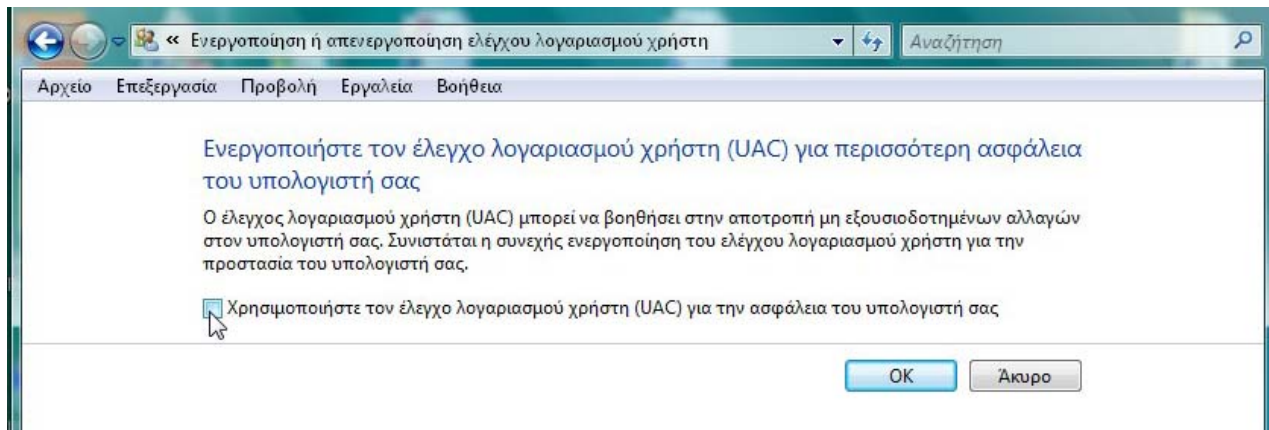 « Ενεργοποίηση ή απενεργοποίηση ελέγχου λογαριασμού χρήστη
Αναζήτηση
Αρχείο Επεξεργασία Προβολή Εργαλεία Βοήθεια
Ενεργοποιήστε τον έλεγχο λογαριασμού χρήστη (UAC) για περισσότερη ασφάλεια
του υπολογιστή σας
Ο έλεγχος λογαριασμού χρήστη (UAC) μπορεί να βοηθήσει στην αποτροπή μη εξουσιοδοτημένων αλλαγών
στον υπολογιστή σας. Συνιστάται η συνεχής ενεργοποίηση του ελέγχου λογαριασμού χρήστη για την
προστασία του υπολογιστή σας.
Χρησιμοποιήστε τον έλεγχο λογαριασμού χρήστη (UAC) για την ασφάλεια του υπολογιστή σας
OK Άκυρο